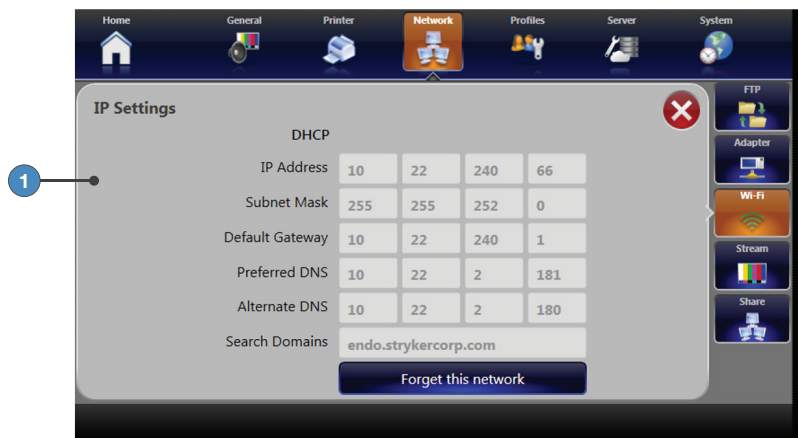 Home General Printer Network Profiles Server System
IP Settings
FTP
DHCP
Adapter
1
IP Address 10 22 240 66
Subnet Mask 255 255 252 0
Wi-Fi
Default Gateway 10 22 240 1
Stream
Preferred DNS 10 22 2 181
Alternate DNS 10 22 2 180
Share
Search Domains endo.strykercorp.com
Forget this network